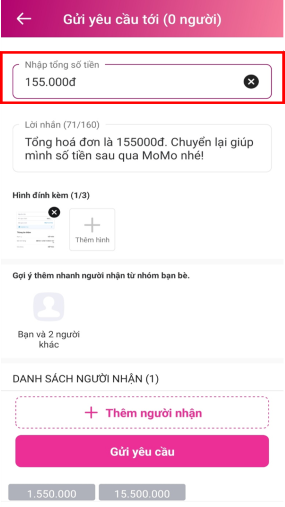 Gửi yêu cầu tới (0 người)
Nhập tổng số tiền
155.000đ
Lời nhắn (71/160)
Tổng hoá đơn là 155000đ. Chuyển lại giúp
mình số tiền sau qua MoMo nhé!
Hình đính kèm (1/3)
Thêm hình
Gợi ý thêm nhanh người nhận từ nhóm bạn bè.
Bạn và 2 người
khác
DANH SÁCH NGƯỜI NHẬN (1)
+ Thêm người nhận
Gửi yêu cầu
1.550.000 15.500.000